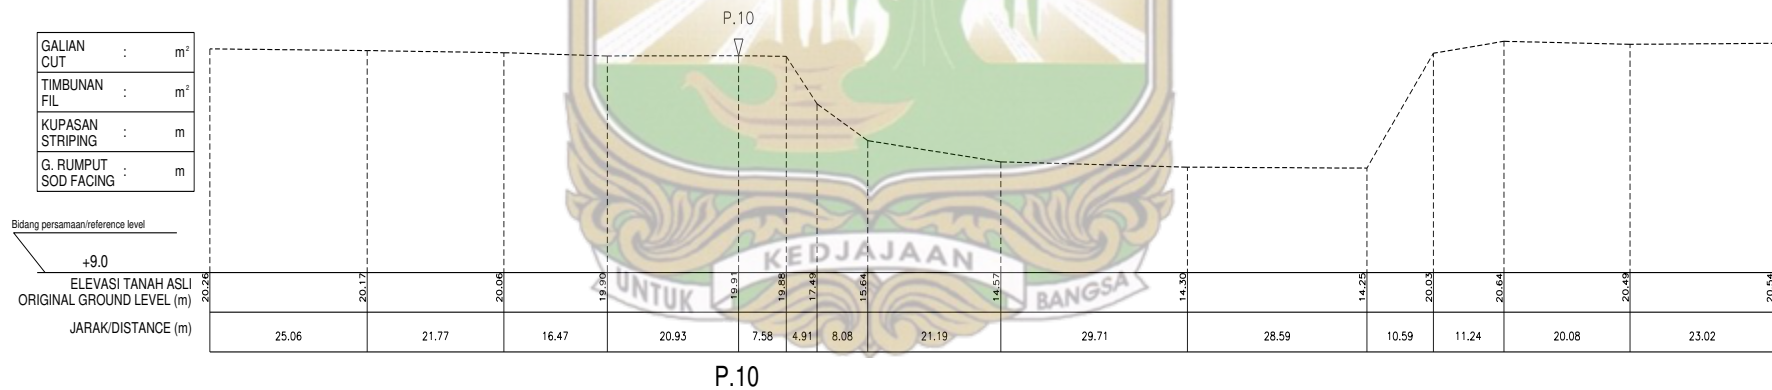 P.10
GALIAN CUT : m²
TIMBUNAN FIL : m²
KUPASAN STRIPING : m
G. RUMPUT SOD FACING : m
Bidang persamaan/reference level
+9.0
KEDJAJAAN
UNTUK BANGSA
ELEVASI TANAH ASLI
ORIGINAL GROUND LEVEL (m)
20.26 20.17 20.06 19.90 19.91 19.88 17.49 15.64 14.57 14.30 14.25 20.03 20.64 20.49 20.54
JARAK/DISTANCE (m) 25.06 21.77 16.47 20.93 7.58 4.91 8.08 21.19 29.71 28.59 10.59 11.24 20.08 23.02
P.10